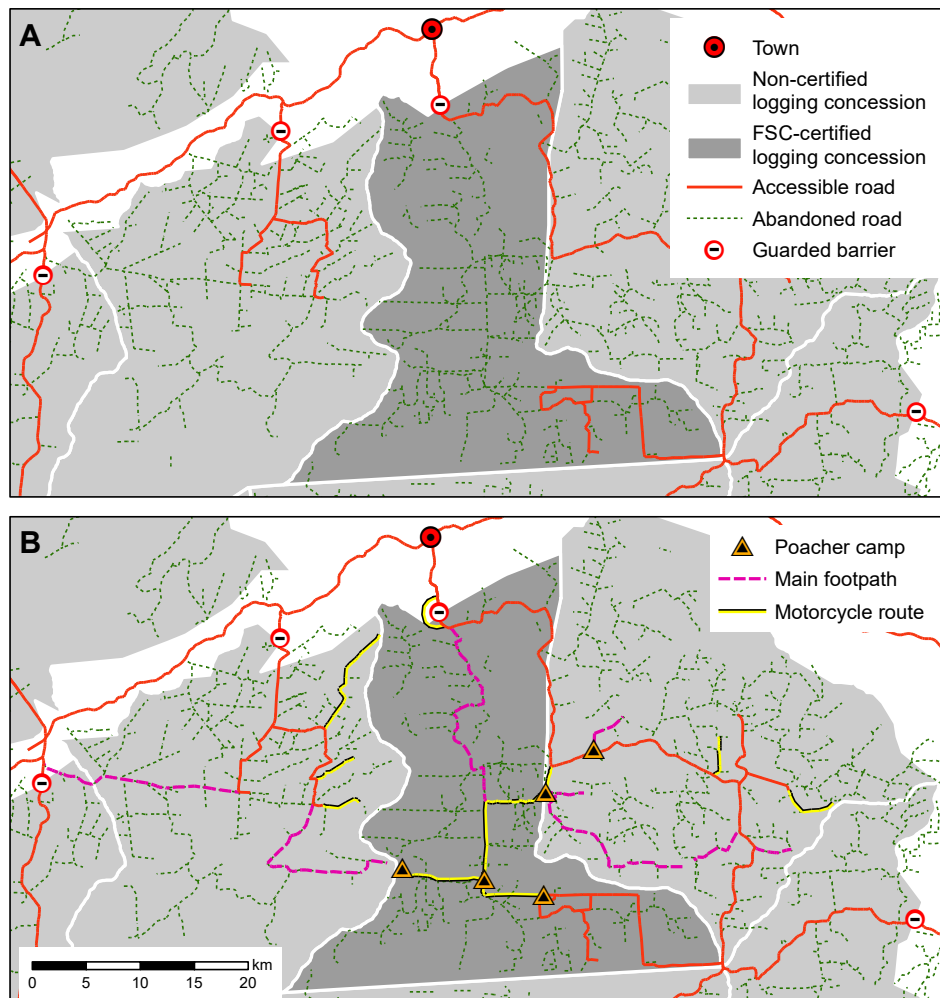 A
Town
Non-certified
logging concession
FSC-certified
logging concession
Accessible road
Abandoned road
Guarded barrier
B
Poacher camp
Main footpath
Motorcycle route
km
0 5 10 15 20